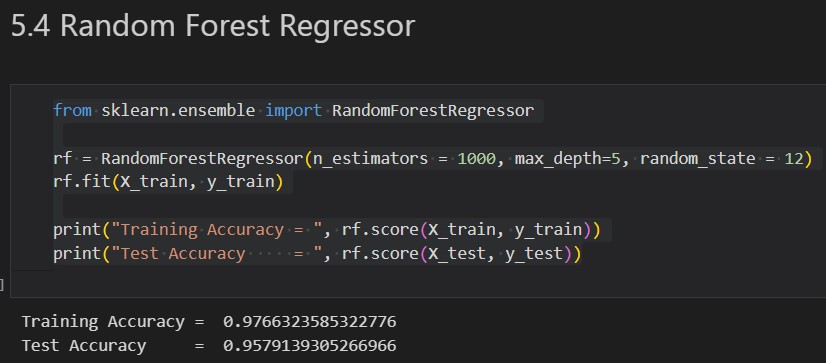 5.4 Random Forest Regressor
from sklearn.ensemble import RandomForestRegressor
rf = RandomForestRegressor(n_estimators = 1000, max_depth=5, random_state = 12)
rf.fit(X_train, y_train)
print("Training Accuracy = ", rf.score(X_train, y_train))
print("Test Accuracy     = ", rf.score(X_test, y_test))
]
Training Accuracy =  0.9766323585322776
Test Accuracy     =  0.9579139305266966